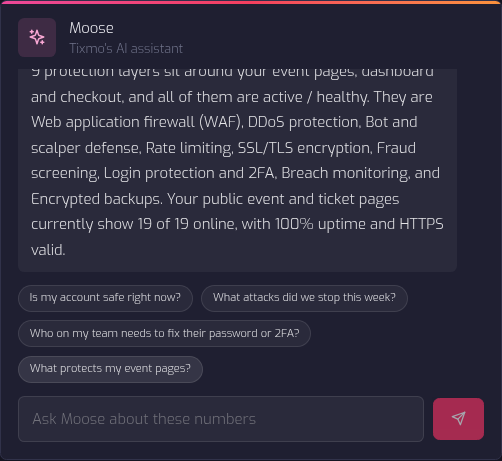 Moose
Tixmo's AI assistant
9 protection layers sit around your event pages, dashboard
and checkout, and all of them are active / healthy. They are
Web application firewall (WAF), DDoS protection, Bot and
scalper defense, Rate limiting, SSL/TLS encryption, Fraud
screening, Login protection and 2FA, Breach monitoring, and
Encrypted backups. Your public event and ticket pages
currently show 19 of 19 online, with 100% uptime and HTTPS
valid.
Is my account safe right now?
What attacks did we stop this week?
Who on my team needs to fix their password or 2FA?
What protects my event pages?
Ask Moose about these numbers